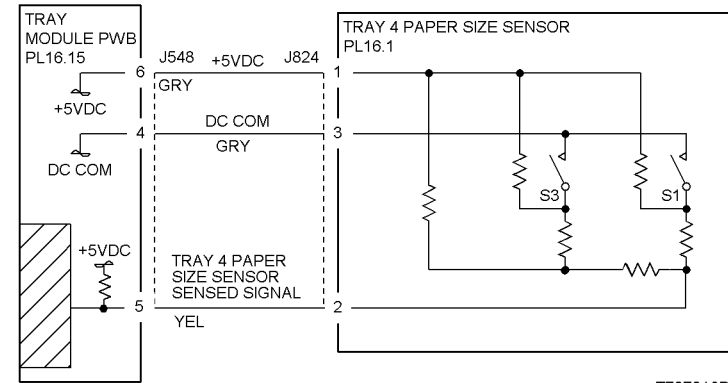 TRAY
MODULE PWB
PL16.15
J548
+5VDC
J824
TRAY 4 PAPER SIZE SENSOR
PL16.1
6
GRY
1
+5VDC
4
DC COM
GRY
3
DC COM
S3
S1
+5VDC
TRAY 4 PAPER
SIZE SENSOR
SENSED SIGNAL
5
YEL
2